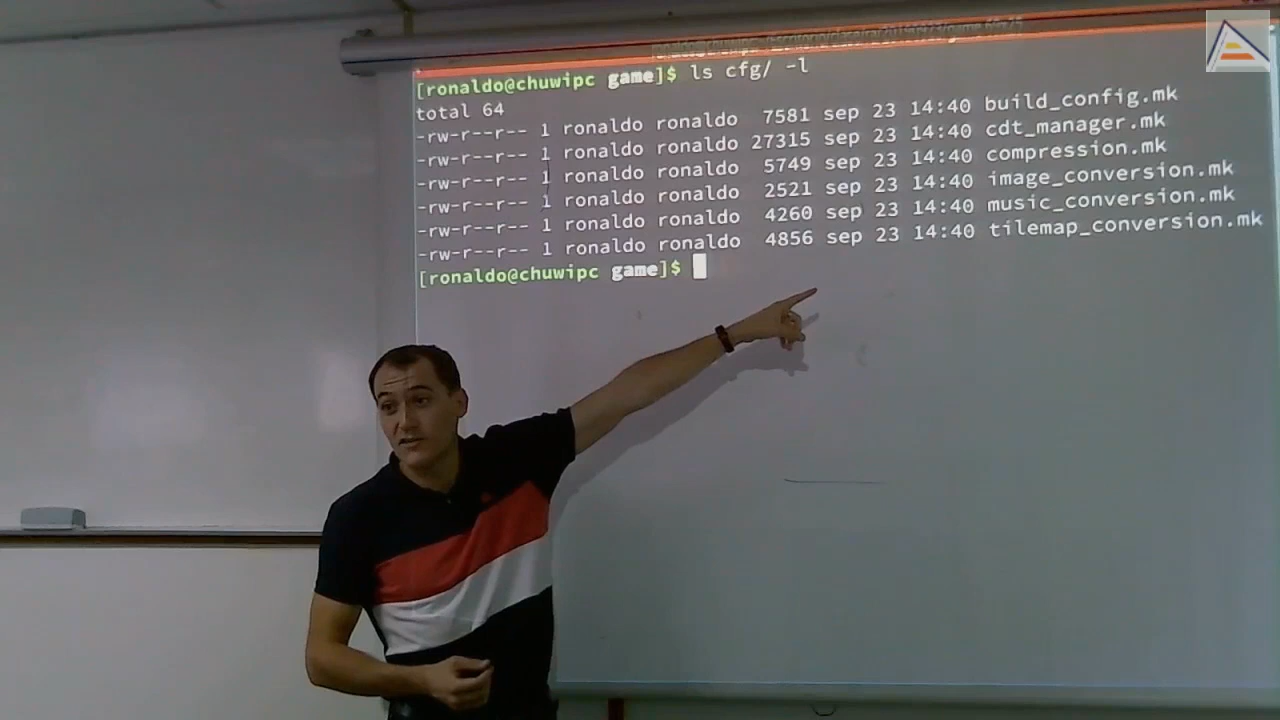 [ronaldo@chuwipc game]$ ls cfg/ -l
total 64
-rw-r--r-- 1 ronaldo ronaldo  7581 sep 23 14:40 build_config.mk
-rw-r--r-- 1 ronaldo ronaldo 27315 sep 23 14:40 cdt_manager.mk
-rw-r--r-- 1 ronaldo ronaldo  5749 sep 23 14:40 compression.mk
-rw-r--r-- 1 ronaldo ronaldo  2521 sep 23 14:40 image_conversion.mk
-rw-r--r-- 1 ronaldo ronaldo  4260 sep 23 14:40 music_conversion.mk
-rw-r--r-- 1 ronaldo ronaldo  4856 sep 23 14:40 tilemap_conversion.mk
[ronaldo@chuwipc game]$